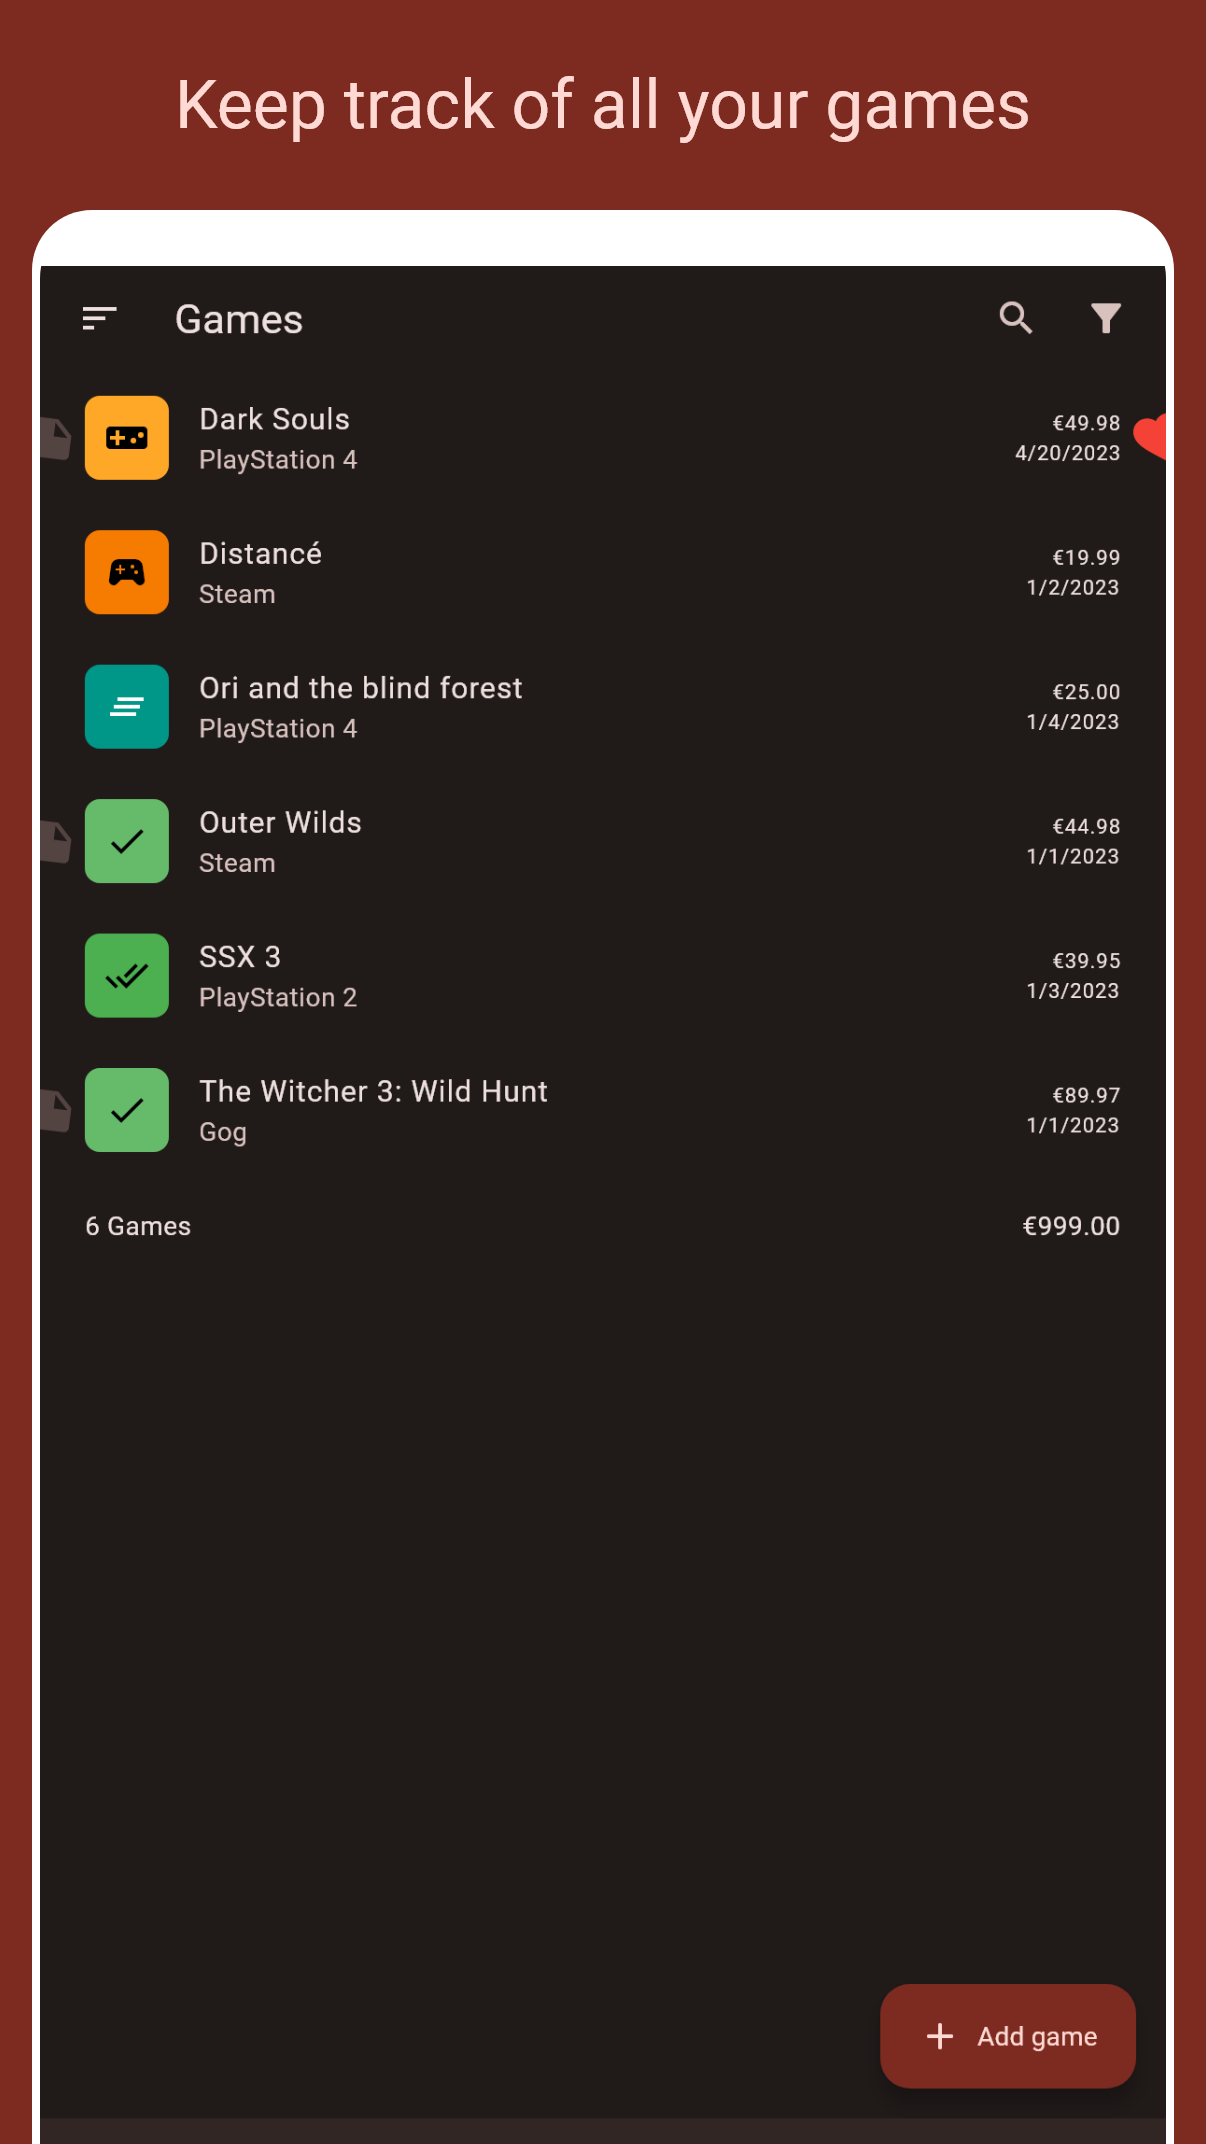 Keep track of all your games
Games
Dark Souls
€49.98
PlayStation 4
4/20/2023
Distancé
€19.99
Steam
1/2/2023
Ori and the blind forest
€25.00
PlayStation 4
1/4/2023
Outer Wilds
€44.98
Steam
1/1/2023
SSX 3
€39.95
PlayStation 2
1/3/2023
The Witcher 3: Wild Hunt
€89.97
Gog
1/1/2023
6 Games
€999.00
Add game